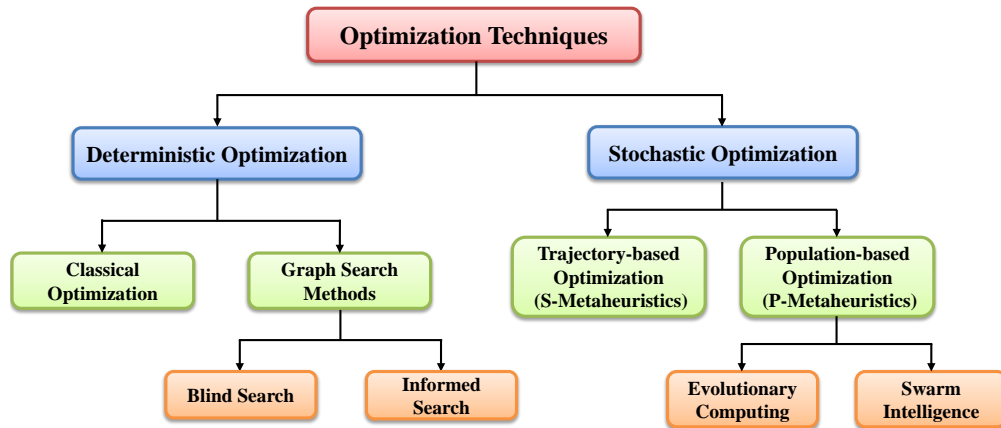 Optimization Techniques
Deterministic Optimization
Stochastic Optimization
Classical
Optimization
Graph Search
Methods
Trajectory-based
Optimization
(S-Metaheuristics)
Population-based
Optimization
(P-Metaheuristics)
Blind Search
Informed
Search
Evolutionary
Computing
Swarm
Intelligence